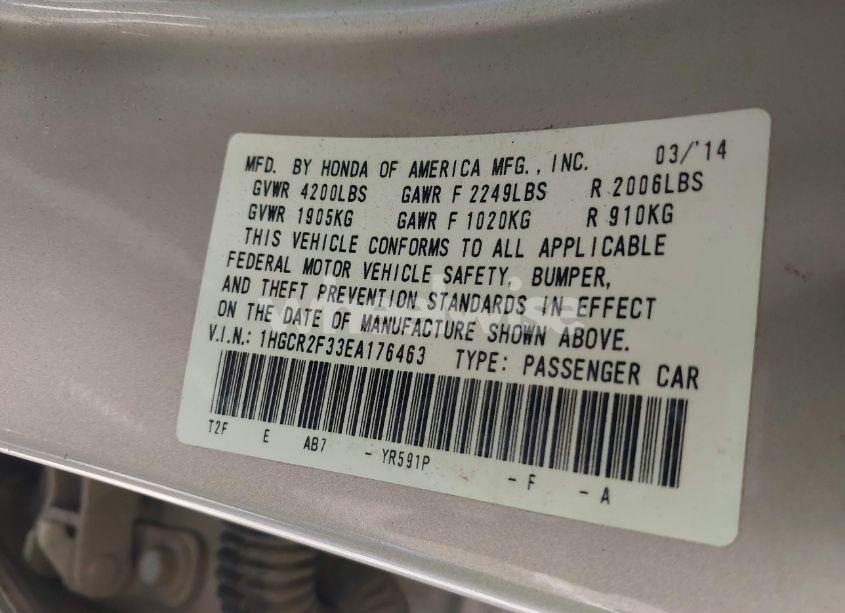 MFD. BY HONDA OF AMERICA MFG., INC. 03/'14
GVWR 4200LBS GAWR F 2249LBS R 2006LBS
GVWR 1905KG GAWR F 1020KG R 910KG
THIS VEHICLE CONFORMS TO ALL APPLICABLE
FEDERAL MOTOR VEHICLE SAFETY, BUMPER,
AND THEFT PREVENTION STANDARDS IN EFFECT
ON THE DATE OF MANUFACTURE SHOWN ABOVE.
V.I.N.: 1HGCR2F33EA176463 TYPE: PASSENGER CAR
T2F E AB7 - YR591P - F - A
wheelwise